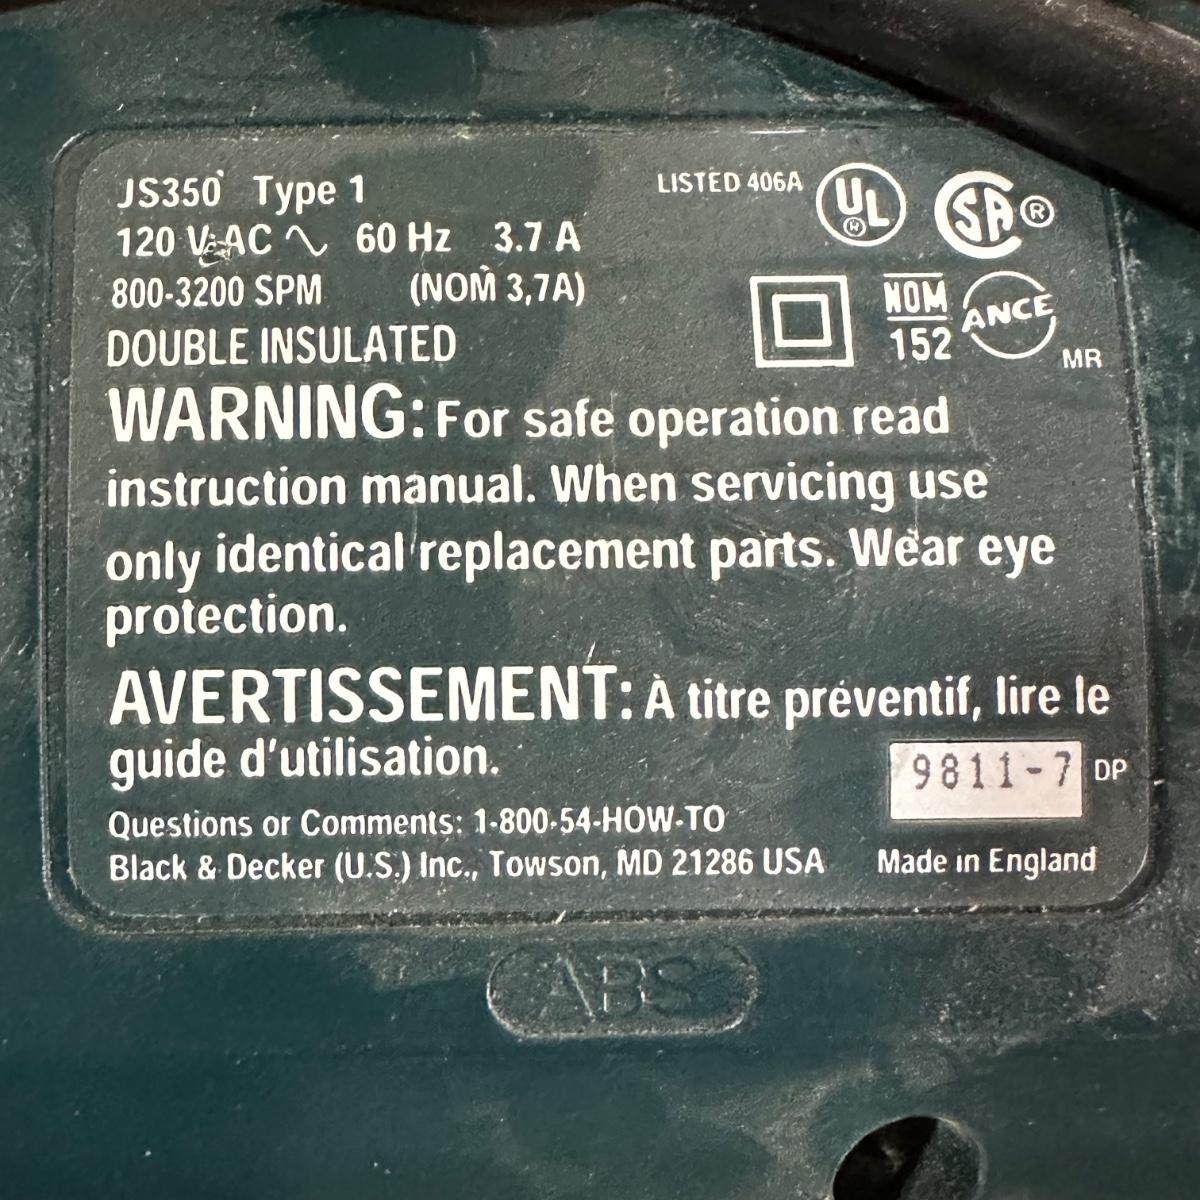 JS350 Type 1
LISTED 406A UL SA ®
120 V AC ∿ 60 Hz 3.7 A
800-3200 SPM (NOM 3,7A)
NOM
152 ANCE MR
DOUBLE INSULATED
WARNING: For safe operation read
instruction manual. When servicing use
only identical replacement parts. Wear eye
protection.
AVERTISSEMENT: À titre préventif, lire le
guide d'utilisation.
9811-7 DP
Questions or Comments: 1-800-54-HOW-TO
Black & Decker (U.S.) Inc., Towson, MD 21286 USA Made in England
ABS